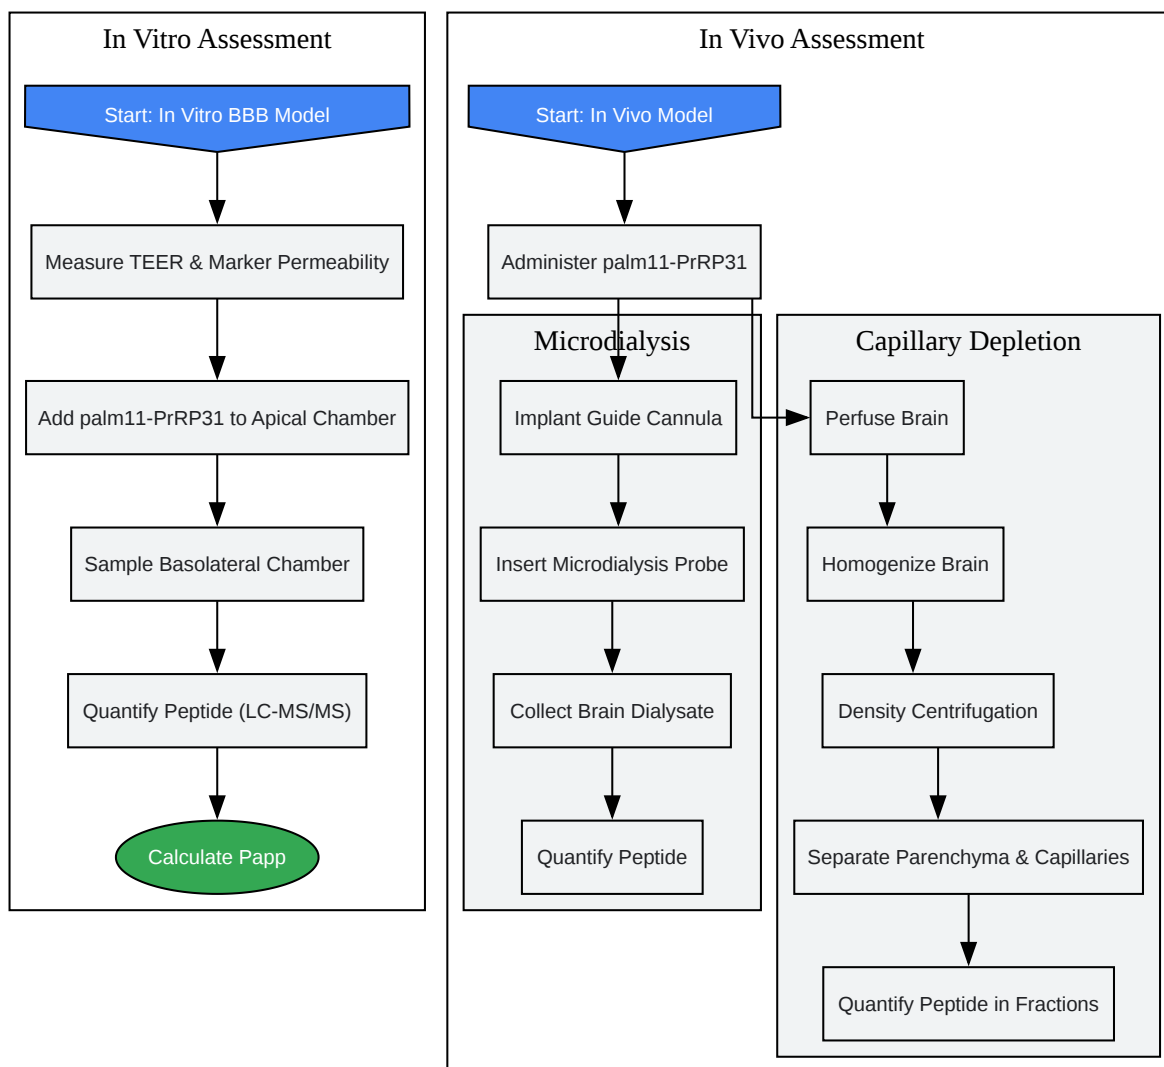 In Vitro Assessment
Start: In Vitro BBB Model
Measure TEER & Marker Permeability
Add palm11-PrRP31 to Apical Chamber
Sample Basolateral Chamber
Quantify Peptide (LC-MS/MS)
Calculate Papp
In Vivo Assessment
Start: In Vivo Model
Administer palm11-PrRP31
Microdialysis
Implant Guide Cannula
Insert Microdialysis Probe
Collect Brain Dialysate
Quantify Peptide
Capillary Depletion
Perfuse Brain
Homogenize Brain
Density Centrifugation
Separate Parenchyma & Capillaries
Quantify Peptide in Fractions